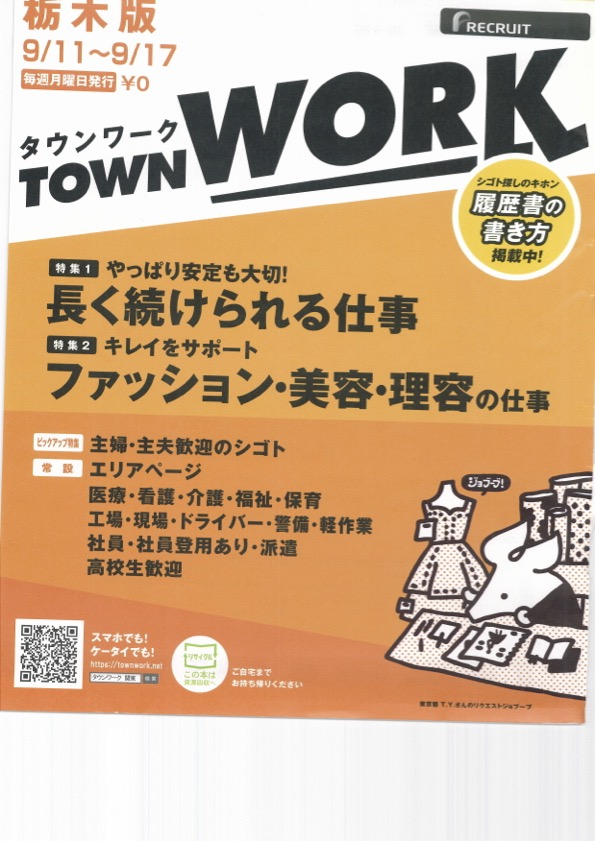 栃木版
RECRUIT
9/11〜9/17
毎週月曜日発行 ¥0
タウンワーク
TOWN WORK
シゴト探しのキホン
履歴書の
書き方
掲載中!
特集1 やっぱり安定も大切!
長く続けられる仕事
特集2 キレイをサポート
ファッション・美容・理容の仕事
ピックアップ特集 主婦・主夫歓迎のシゴト
常設 エリアページ
医療・看護・介護・福祉・保育
工場・現場・ドライバー・警備・軽作業
社員・社員登用あり・派遣
高校生歓迎
ジョブーブ!
スマホでも!
ケータイでも!
https://townwork.net
タウンワーク 関東 検索
リサイクル
この本は
資源回収へ
ご自宅まで
お持ち帰りください
東京都 T.Y.さんのリクエストジョブーブ